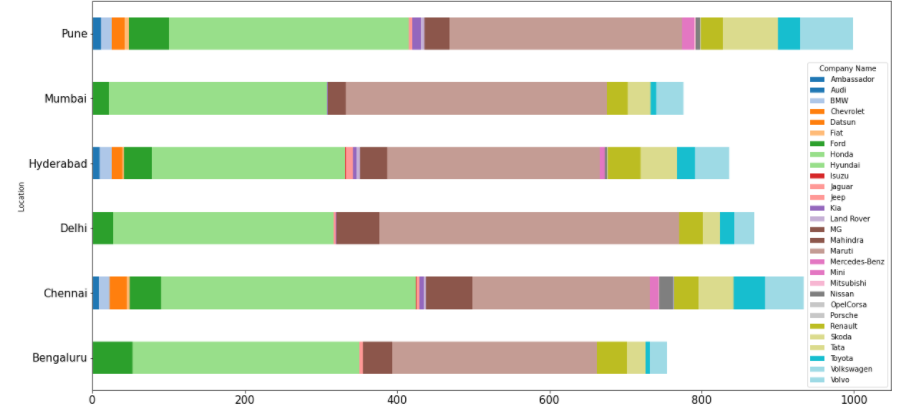 Pune
Mumbai
Hyderabad
Delhi
Chennai
Bengaluru
Location
0 200 400 600 800 1000
Company Name
Ambassador
Audi
BMW
Chevrolet
Datsun
Fiat
Ford
Honda
Hyundai
Isuzu
Jaguar
Jeep
Kia
Land Rover
MG
Mahindra
Maruti
Mercedes-Benz
Mini
Mitsubishi
Nissan
OpelCorsa
Porsche
Renault
Skoda
Tata
Toyota
Volkswagen
Volvo